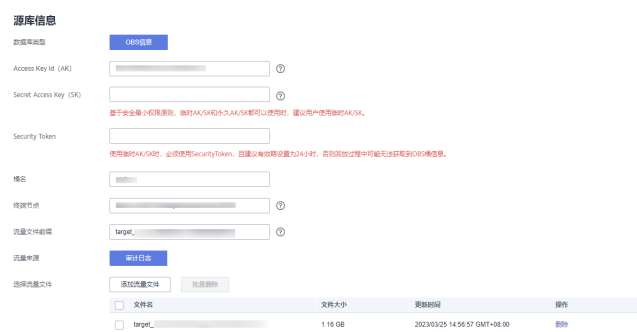 源库信息
数据库类型 OBS信息
Access Key Id（AK）
Secret Access Key（SK）
基于安全最小权限原则，临时AK/SK和永久AK/SK都可以使用时，建议用户使用临时AK/SK。
Security Token
使用临时AK/SK时，必须使用SecurityToken，且建议有效期设置为24小时，否则回放过程中可能无法获取到OBS桶信息。
桶名
终端节点
流量文件前缀 target_
流量来源 审计日志
选择流量文件 添加流量文件 批量删除
文件名 文件大小 更新时间 操作
target_ 1.16 GB 2023/03/25 14:56:57 GMT+08:00 删除